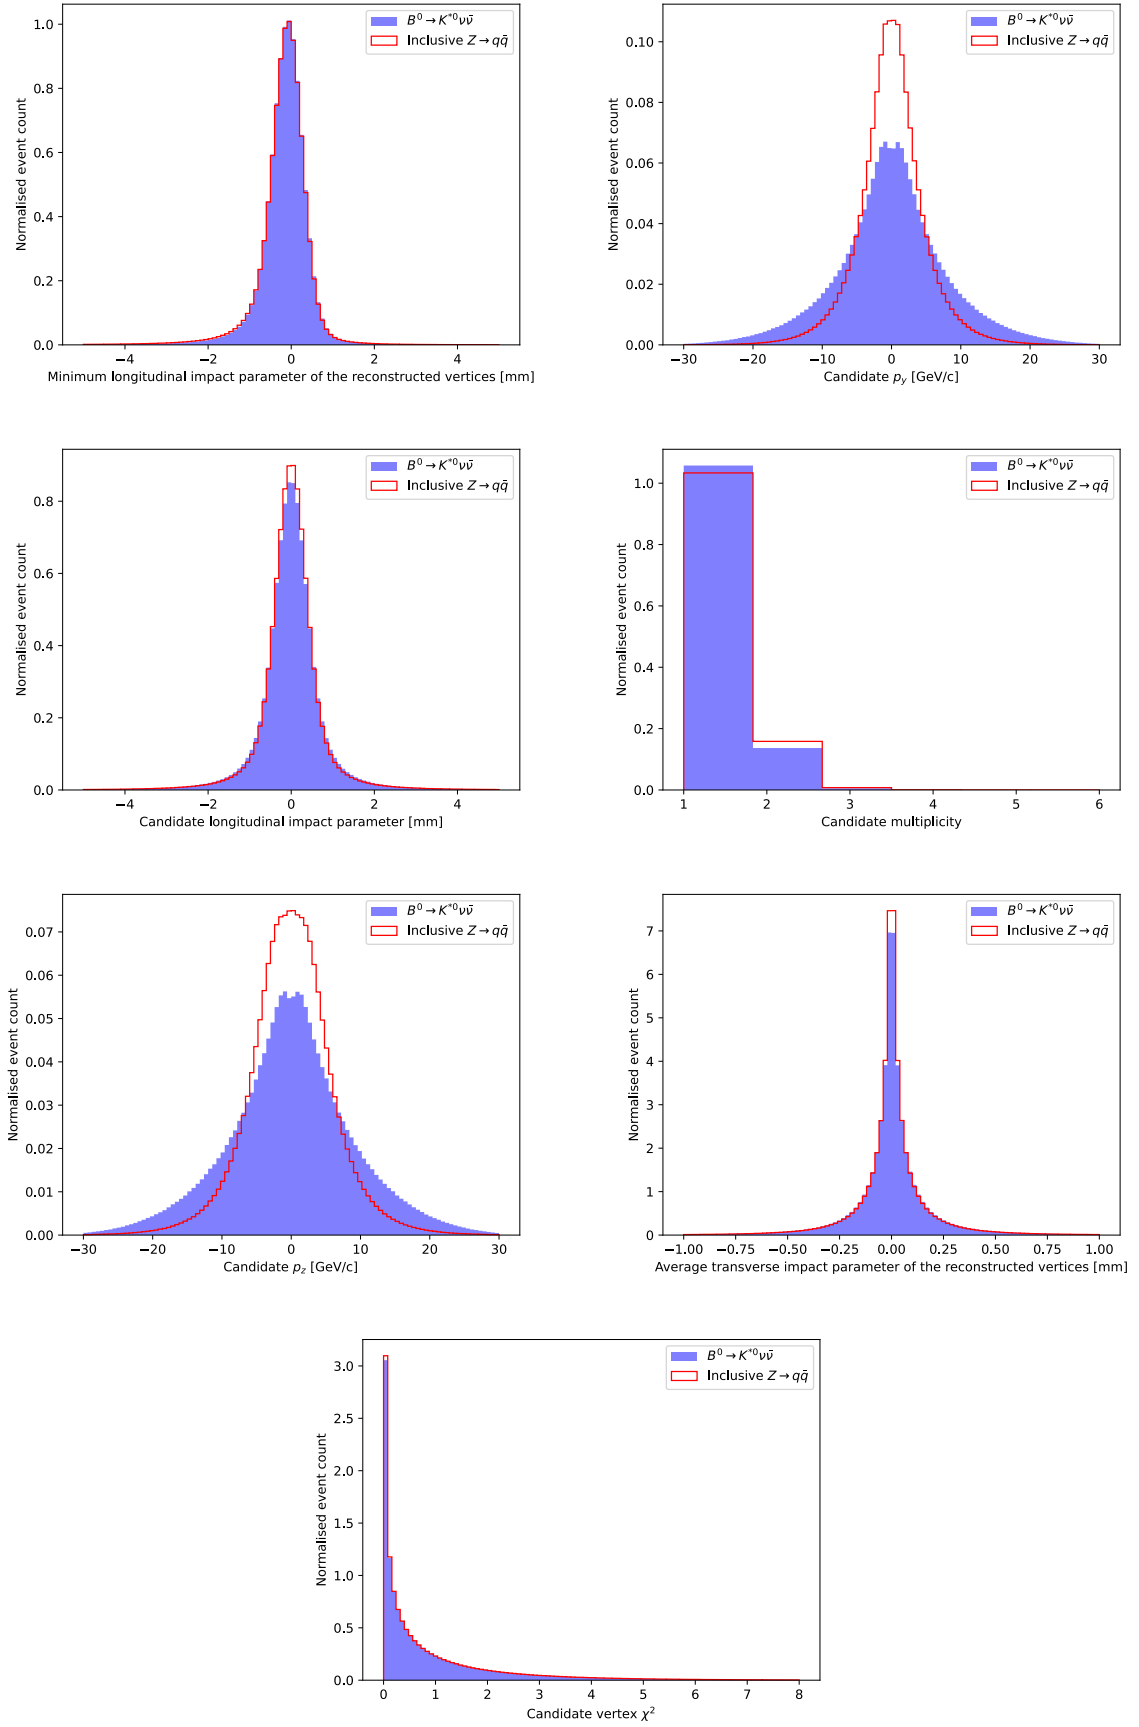 B⁰ → K*⁰νν̄
Inclusive Z → qq̄
Normalised event count
1.0
0.8
0.6
0.4
0.2
0.0
−4 −2 0 2 4
Minimum longitudinal impact parameter of the reconstructed vertices [mm]
B⁰ → K*⁰νν̄
Inclusive Z → qq̄
Normalised event count
0.10
0.08
0.06
0.04
0.02
0.00
−30 −20 −10 0 10 20 30
Candidate p_y [GeV/c]
B⁰ → K*⁰νν̄
Inclusive Z → qq̄
Normalised event count
0.8
0.6
0.4
0.2
0.0
−4 −2 0 2 4
Candidate longitudinal impact parameter [mm]
B⁰ → K*⁰νν̄
Inclusive Z → qq̄
Normalised event count
1.0
0.8
0.6
0.4
0.2
0.0
1 2 3 4 5 6
Candidate multiplicity
B⁰ → K*⁰νν̄
Inclusive Z → qq̄
Normalised event count
0.07
0.06
0.05
0.04
0.03
0.02
0.01
0.00
−30 −20 −10 0 10 20 30
Candidate p_z [GeV/c]
B⁰ → K*⁰νν̄
Inclusive Z → qq̄
Normalised event count
7
6
5
4
3
2
1
0
−1.00 −0.75 −0.50 −0.25 0.00 0.25 0.50 0.75 1.00
Average transverse impact parameter of the reconstructed vertices [mm]
B⁰ → K*⁰νν̄
Inclusive Z → qq̄
Normalised event count
3.0
2.5
2.0
1.5
1.0
0.5
0.0
0 1 2 3 4 5 6 7 8
Candidate vertex χ²